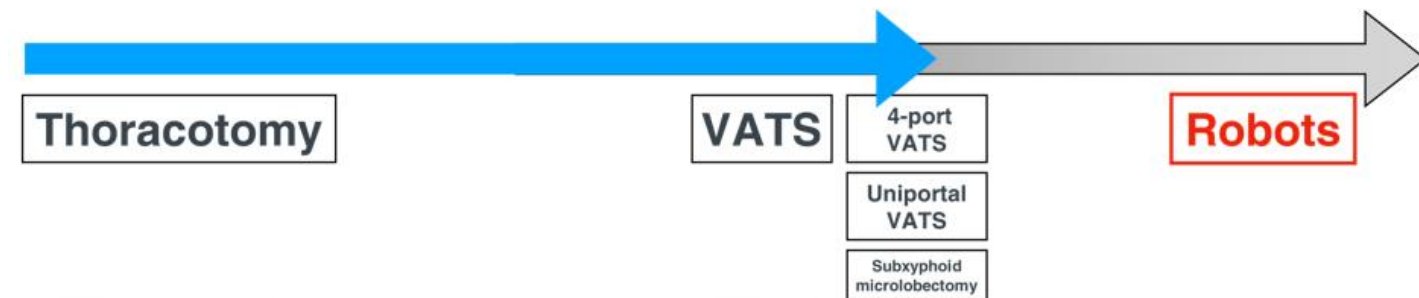 Thoracotomy
VATS
4-port
VATS
Uniportal
VATS
Subxyphoid
microlobectomy
Robots